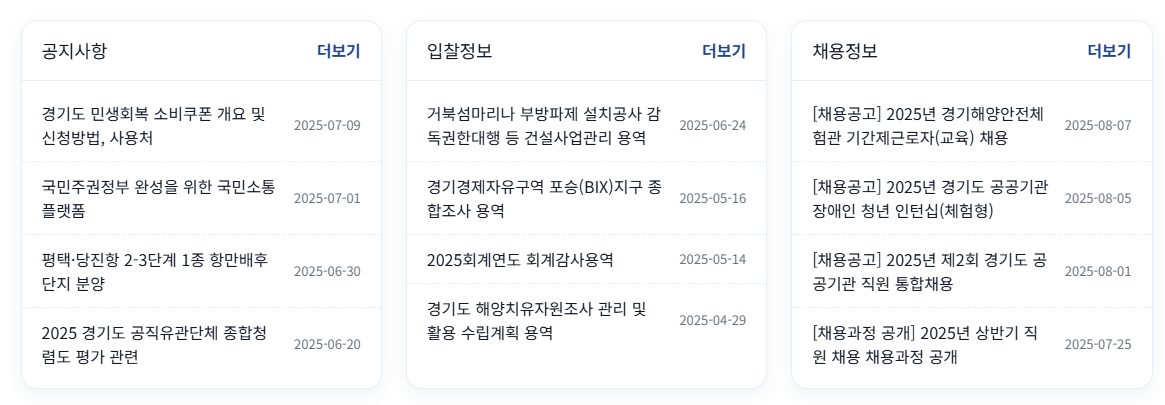 공지사항
더보기
경기도 민생회복 소비쿠폰 개요 및
신청방법, 사용처
2025-07-09
국민주권정부 완성을 위한 국민소통
플랫폼
2025-07-01
평택·당진항 2-3단계 1종 항만배후
단지 분양
2025-06-30
2025 경기도 공직유관단체 종합청
렴도 평가 관련
2025-06-20
입찰정보
더보기
거북섬마리나 부방파제 설치공사 감
독권한대행 등 건설사업관리 용역
2025-06-24
경기경제자유구역 포승(BIX)지구 종
합조사 용역
2025-05-16
2025회계연도 회계감사용역
2025-05-14
경기도 해양치유자원조사 관리 및
활용 수립계획 용역
2025-04-29
채용정보
더보기
[채용공고] 2025년 경기해양안전체
험관 기간제근로자(교육) 채용
2025-08-07
[채용공고] 2025년 경기도 공공기관
장애인 청년 인턴십(체험형)
2025-08-05
[채용공고] 2025년 제2회 경기도 공
공기관 직원 통합채용
2025-08-01
[채용과정 공개] 2025년 상반기 직
원 채용 채용과정 공개
2025-07-25